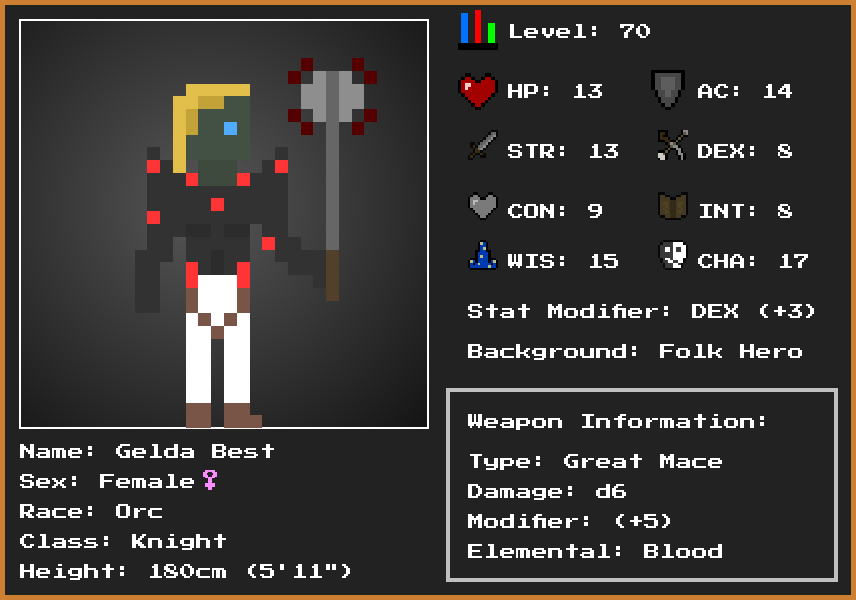 Level: 70
HP: 13
AC: 14
STR: 13
DEX: 8
CON: 9
INT: 8
WIS: 15
CHA: 17
Stat Modifier: DEX (+3)
Background: Folk Hero
Weapon Information:
Type: Great Mace
Damage: d6
Modifier: (+5)
Elemental: Blood
Name: Gelda Best
Sex: Female♀
Race: Orc
Class: Knight
Height: 180cm (5'11")